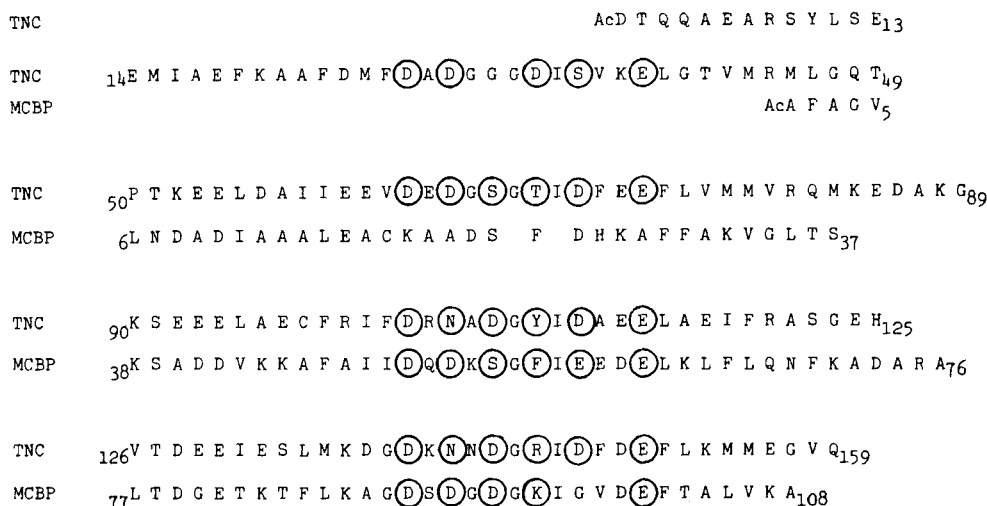 TNC AcD T Q Q A E A R S Y L S E13
TNC 14E M I A E F K A A F D M F D A D G G G D I S V K E L G T V M R M L G Q T49
MCBP AcA F A G V5
TNC 50P T K E E L D A I I E E V D E D G S G T I D F E E F L V M M V R Q M K E D A K G89
MCBP 6L N D A D I A A A L E A C K A A D S F D H K A F F A K V G L T S37
TNC 90K S E E E L A E C F R I F D R N A D G Y I D A E E L A E I F R A S G E H125
MCBP 38K S A D D V K K A F A I I D Q D K S G F I E E D E L K L F L Q N F K A D A R A76
TNC 126V T D E E I E S L M K D G D K N N D G R I D F D E F L K M M E G V Q159
MCBP 77L T D G E T K T F L K A G D S D G D G K I G V D E F T A L V K A108